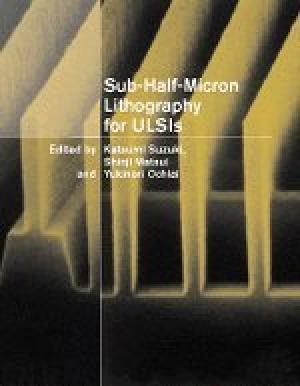 Sub-Half-Micron
Lithography
for ULSIs
Edited by Katsumi Suzuki,
Shinji Matsui
and Yukinori Ochiai